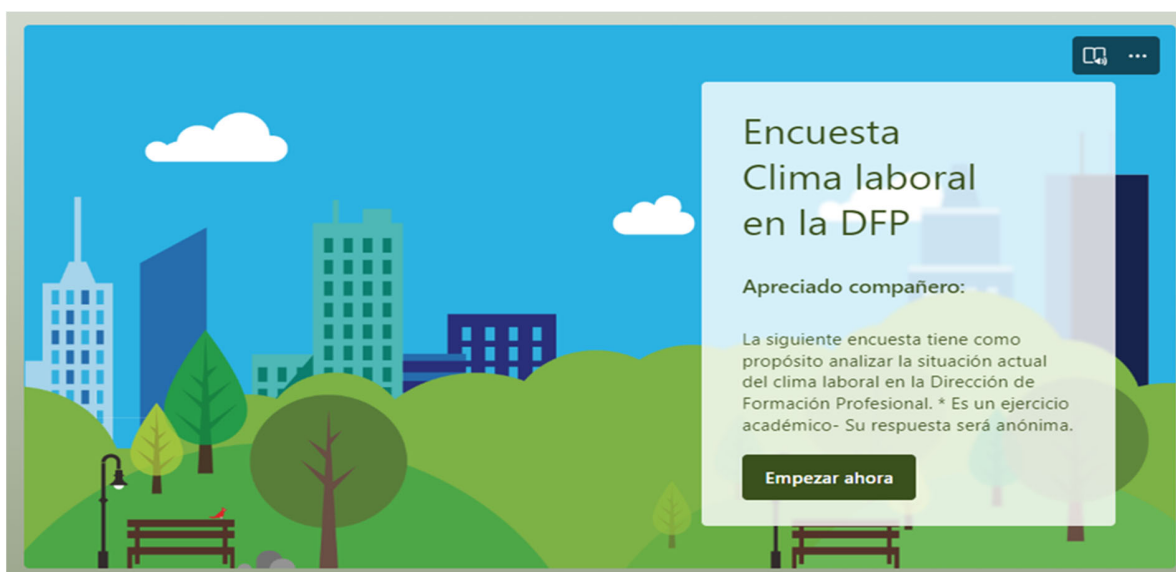 Encuesta
Clima laboral
en la DFP
Apreciado compañero:
La siguiente encuesta tiene como
propósito analizar la situación actual
del clima laboral en la Dirección de
Formación Profesional. * Es un ejercicio
académico- Su respuesta será anónima.
Empezar ahora